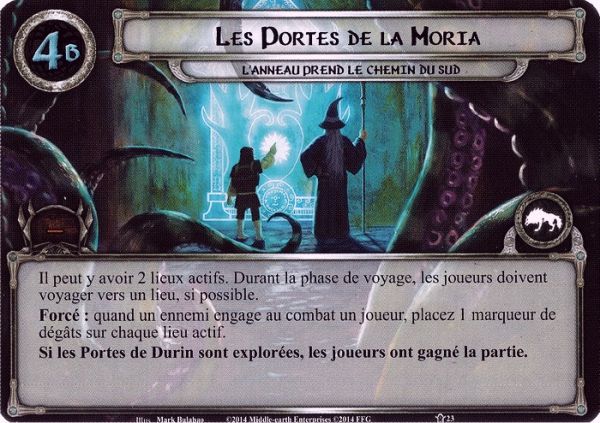 4B
LES PORTES DE LA MORIA
L'ANNEAU PREND LE CHEMIN DU SUD
Il peut y avoir 2 lieux actifs. Durant la phase de voyage, les joueurs doivent
voyager vers un lieu, si possible.
Forcé : quand un ennemi engage au combat un joueur, placez 1 marqueur de
dégâts sur chaque lieu actif.
Si les Portes de Durin sont explorées, les joueurs ont gagné la partie.
Illus. Mark Bulahao ©2014 Middle-earth Enterprises ©2014 FFG 23